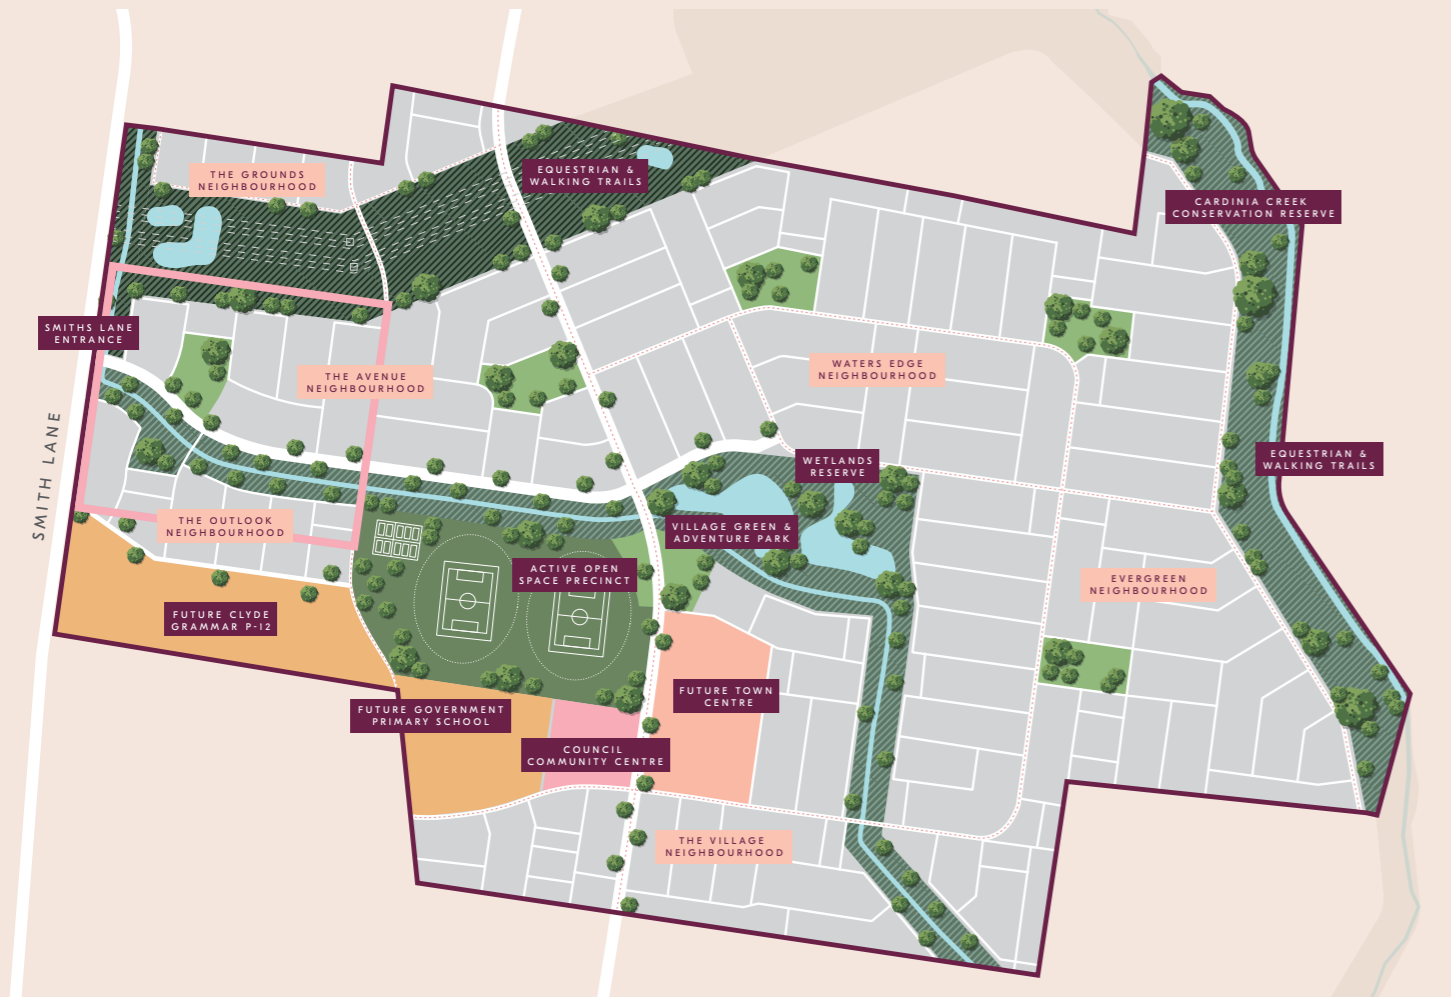 THE GROUNDS
NEIGHBOURHOOD
EQUESTRIAN &
WALKING TRAILS
CARDINIA CREEK
CONSERVATION RESERVE
SMITHS LANE
ENTRANCE
THE AVENUE
NEIGHBOURHOOD
WATERS EDGE
NEIGHBOURHOOD
SMITH LANE
WETLANDS
RESERVE
EQUESTRIAN &
WALKING TRAILS
THE OUTLOOK
NEIGHBOURHOOD
VILLAGE GREEN &
ADVENTURE PARK
ACTIVE OPEN
SPACE PRECINCT
EVERGREEN
NEIGHBOURHOOD
FUTURE CLYDE
GRAMMAR P-12
FUTURE TOWN
CENTRE
FUTURE GOVERNMENT
PRIMARY SCHOOL
COUNCIL
COMMUNITY CENTRE
THE VILLAGE
NEIGHBOURHOOD